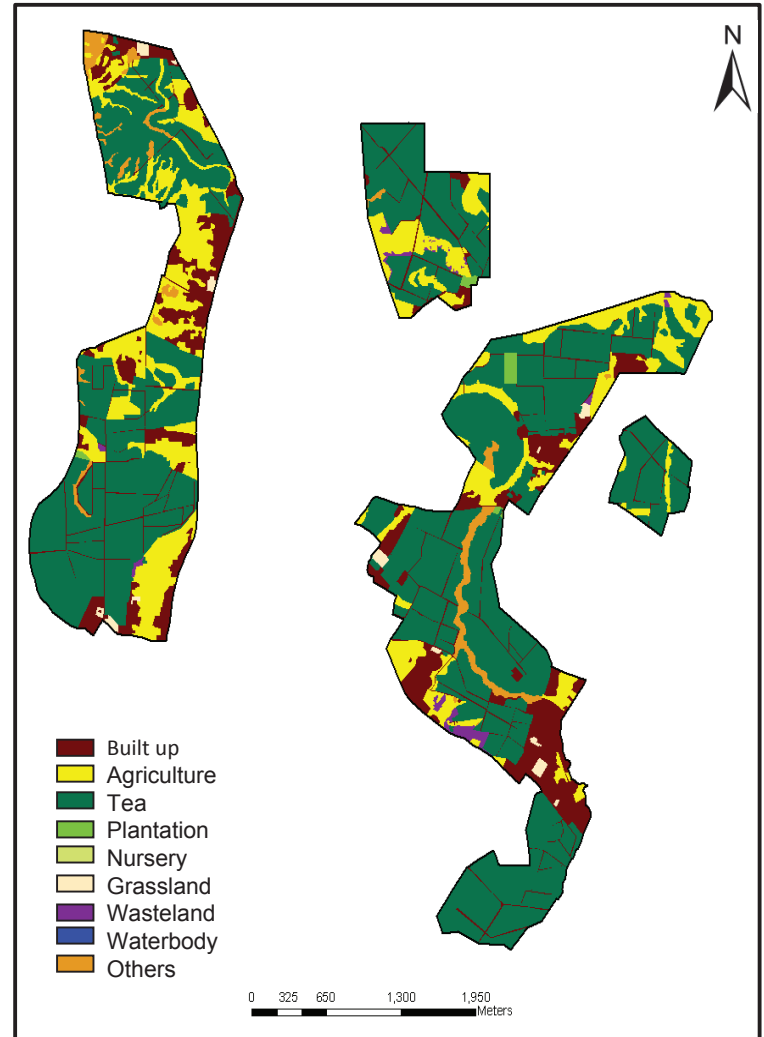 N
Built up
Agriculture
Tea
Plantation
Nursery
Grassland
Wasteland
Waterbody
Others
0 325 650 1,300 1,950
Meters